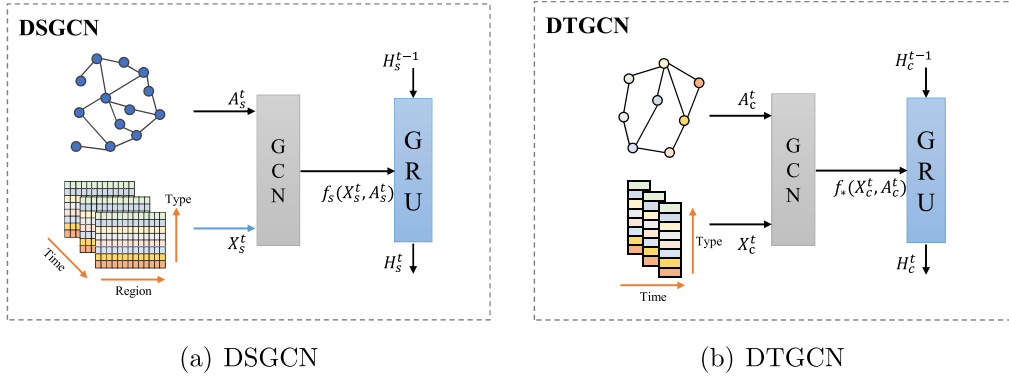 DSGCN
H_s^{t-1}
A_s^t
G
C
N
G
R
U
f_s(X_s^t, A_s^t)
Type
Time
X_s^t
Region
H_s^t
(a) DSGCN
DTGCN
H_c^{t-1}
A_c^t
G
C
N
G
R
U
f_*(X_c^t, A_c^t)
Type
X_c^t
Time
H_c^t
(b) DTGCN